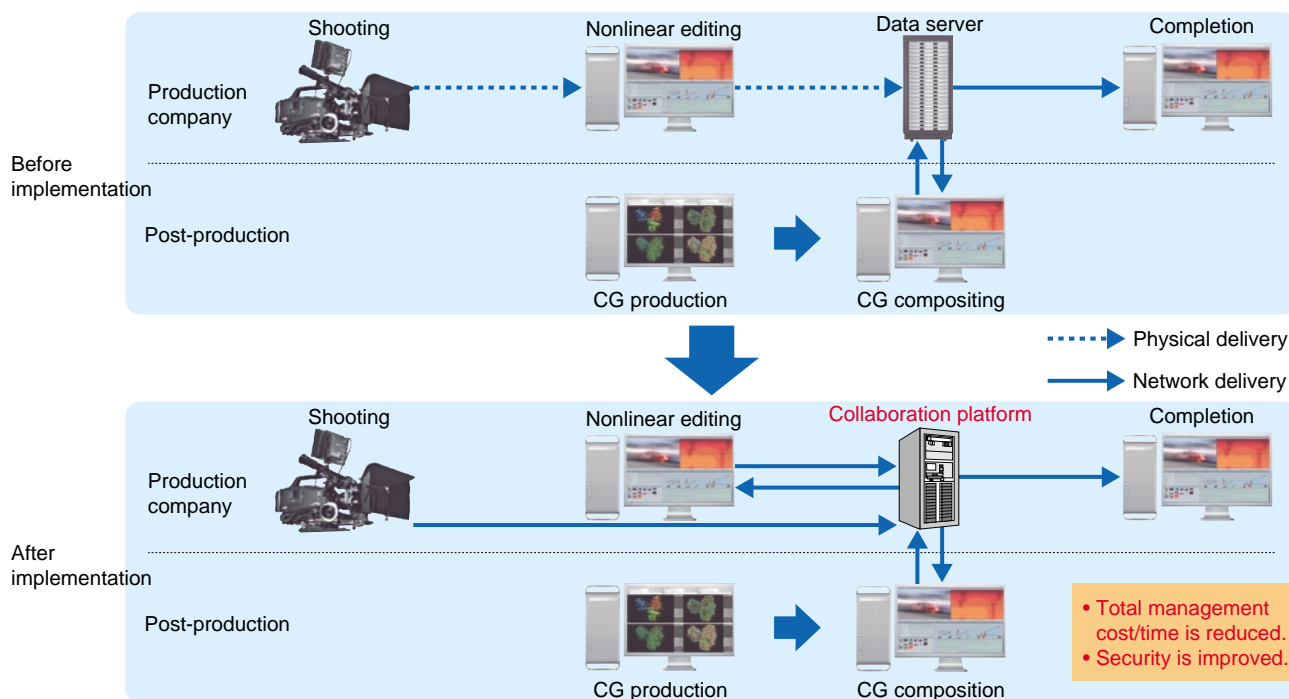 Shooting
Nonlinear editing
Data server
Completion
Production
company
Before
implementation
Post-production
CG production
CG compositing
Physical delivery
Network delivery
Shooting
Nonlinear editing
Collaboration platform
Completion
Production
company
After
implementation
Post-production
CG production
CG composition
• Total management
cost/time is reduced.
• Security is improved.